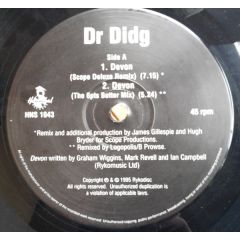 Dr Didg
Side A
1. Devon
(Scope Deluxe Remix) (7.15) *
2. Devon
(The 6pls Better Mix) (5.24) **
HNS 1043
45 rpm
*Remix and additional production by James Gillespie and Hugh
Bryder for Scope Productions.
** Remixed by Logopolis/B Prowse.
Devon written by Graham Wiggins, Mark Revell and Ian Campbell
(Rykomusic Ltd)
Copyright ℗ & © 1995 Rykodisc
All rights reserved. Unauthorized duplication is
a violation of applicable laws.